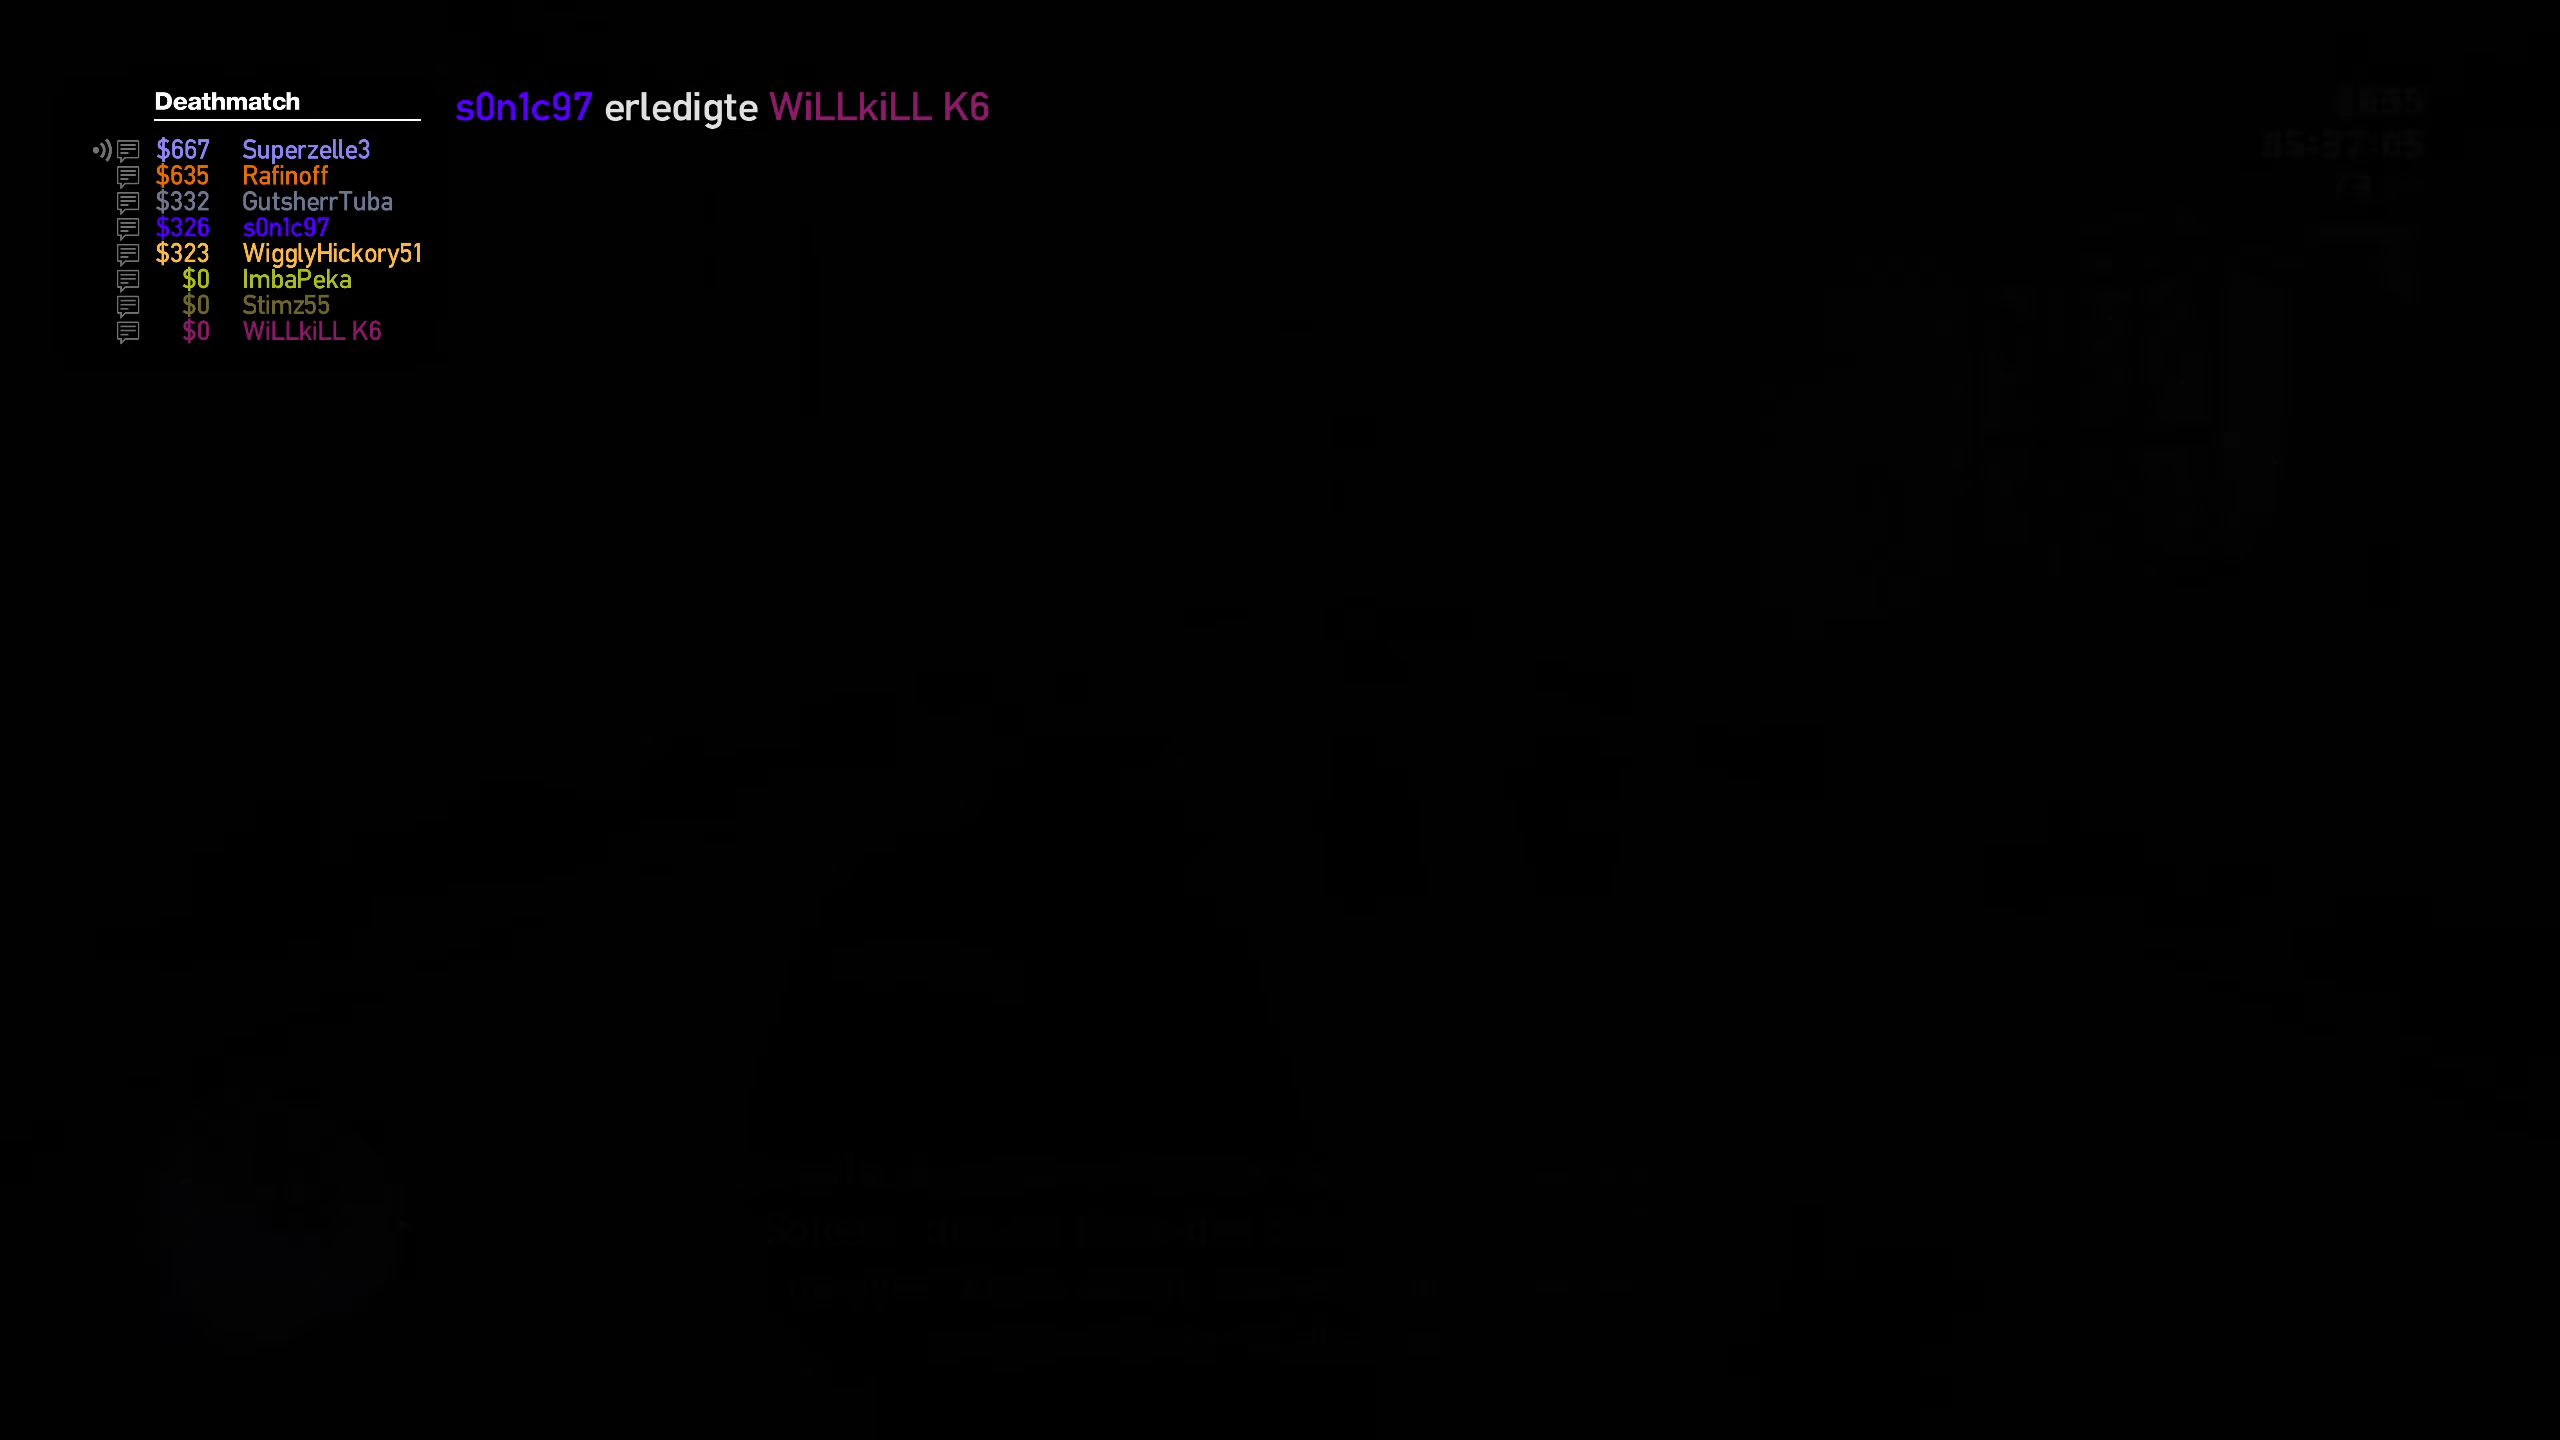 Deathmatch
s0n1c97 erledigte WiLLkiLL K6
$667 Superzelle3
$635 Rafinoff
$332 GutsherrTuba
$326 s0n1c97
$323 WigglyHickory51
$0 ImbaPeka
$0 Stimz55
$0 WiLLkiLL K6